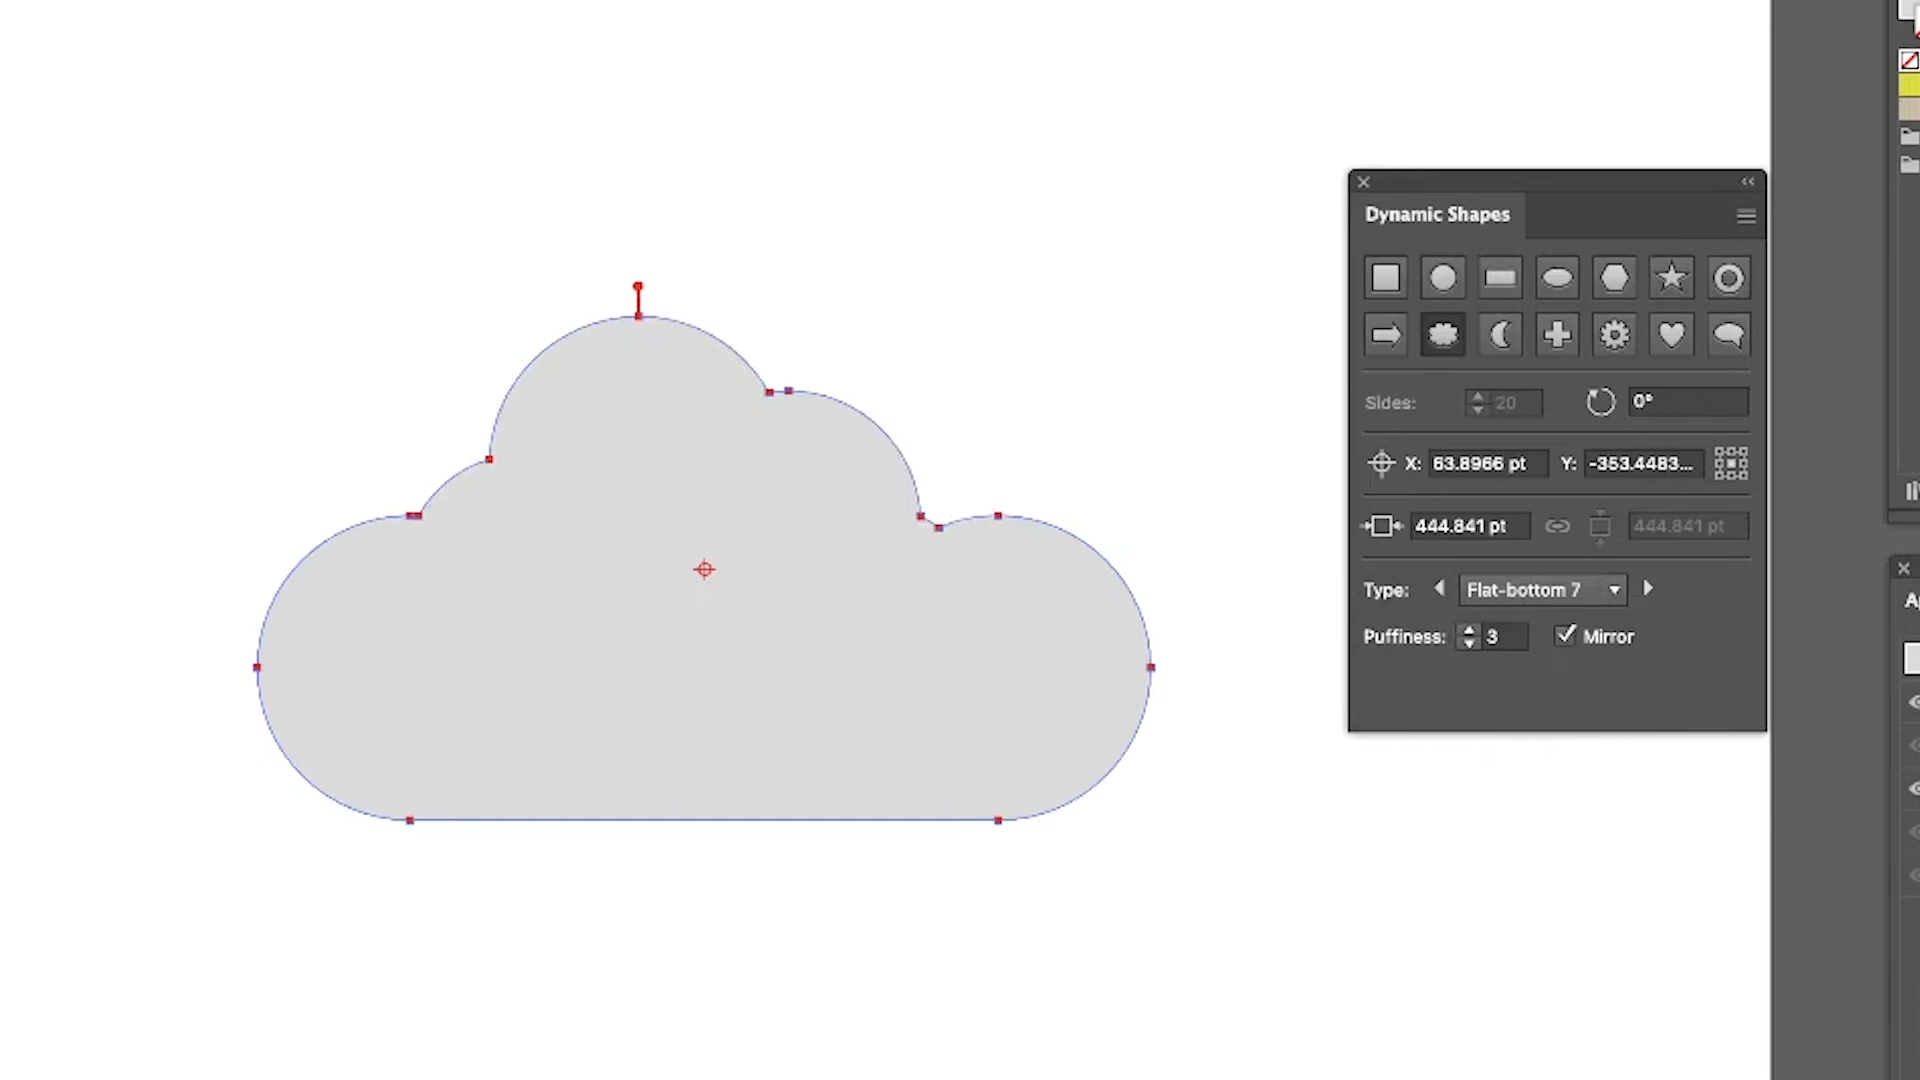 Dynamic Shapes
Sides: 20 0°
X: 63.8966 pt Y: -353.4483...
444.841 pt 444.841 pt
Type: Flat-bottom 7
Puffiness: 3 Mirror